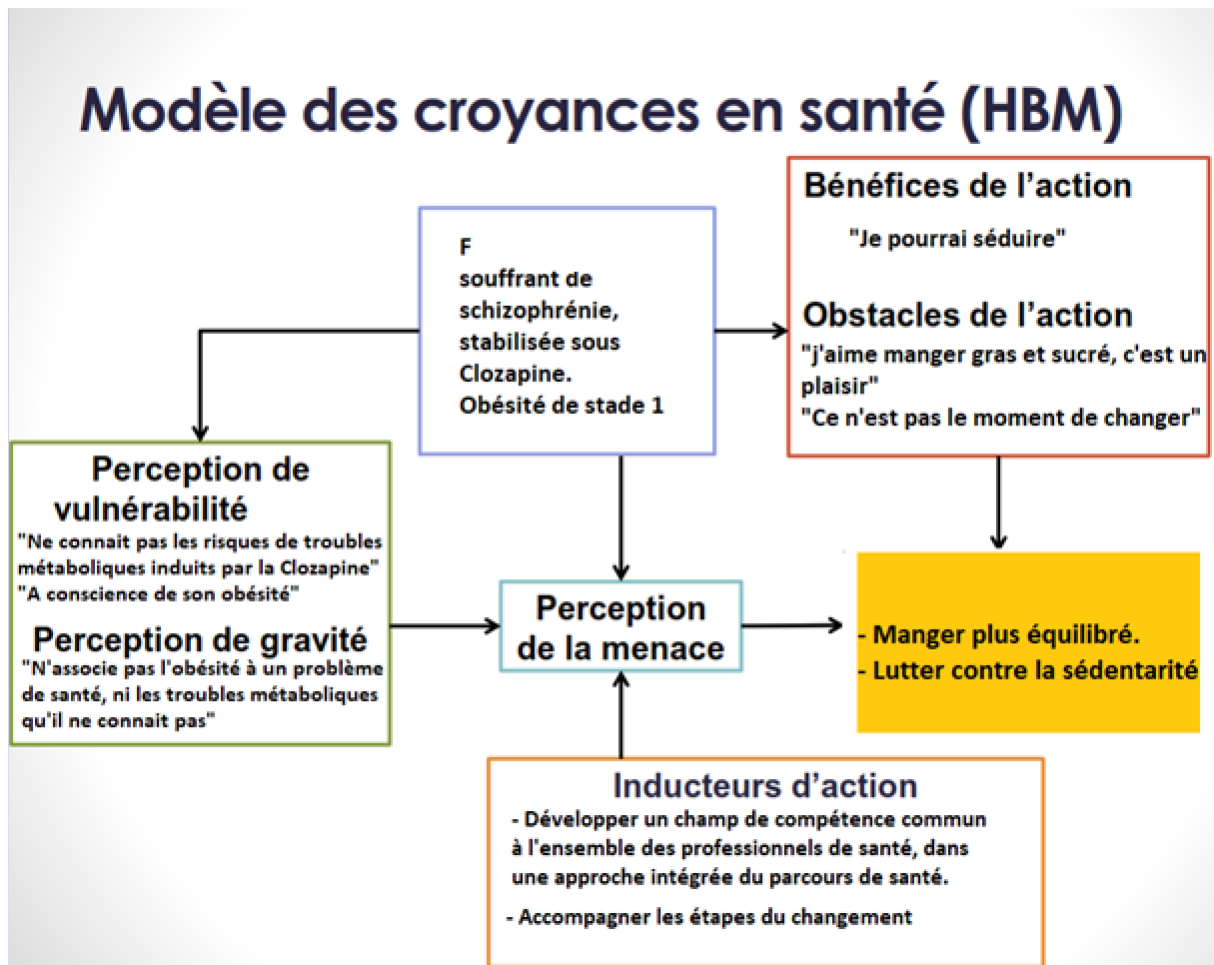 Modèle des croyances en santé (HBM)
Bénéfices de l'action
"Je pourrai séduire"
Obstacles de l'action
"j'aime manger gras et sucré, c'est un
plaisir"
"Ce n'est pas le moment de changer"
F
souffrant de
schizophrénie,
stabilisée sous
Clozapine.
Obésité de stade 1
Perception de
vulnérabilité
"Ne connait pas les risques de troubles
métaboliques induits par la Clozapine"
"A conscience de son obésité"
Perception de gravité
"N'associe pas l'obésité à un problème
de santé, ni les troubles métaboliques
qu'il ne connait pas"
Perception
de la menace
- Manger plus équilibré.
- Lutter contre la sédentarité
Inducteurs d'action
- Développer un champ de compétence commun
à l'ensemble des professionnels de santé, dans
une approche intégrée du parcours de santé.
- Accompagner les étapes du changement